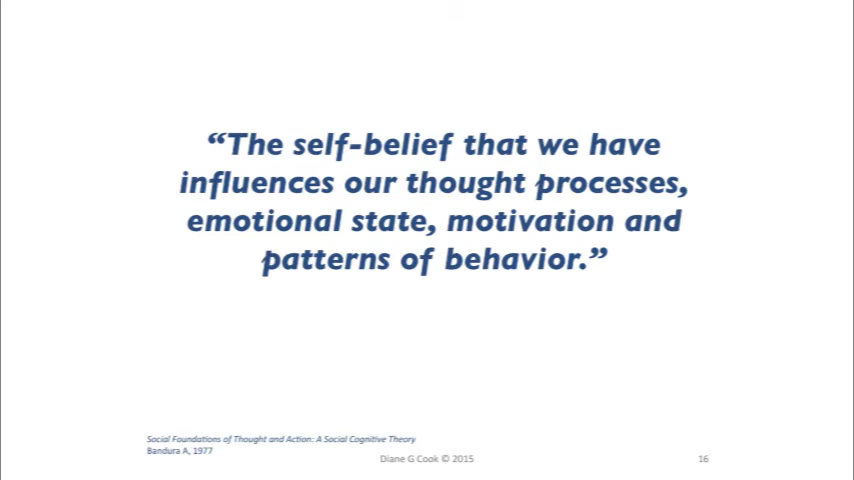 “The self-belief that we have
influences our thought processes,
emotional state, motivation and
patterns of behavior.”
Social Foundations of Thought and Action: A Social Cognitive Theory
Bandura A, 1977
Diane G Cook © 2015
16